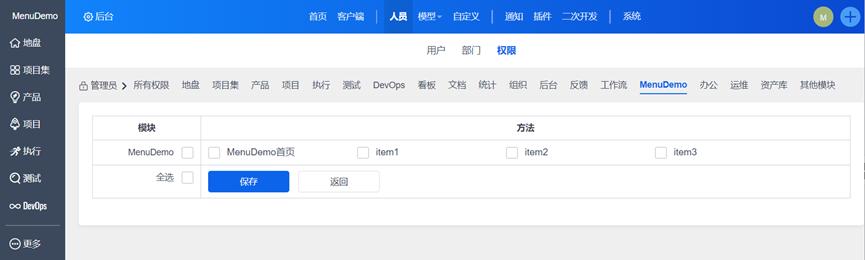 MenuDemo
后台 首页 客户端 人员 模型 自定义 通知 插件 二次开发 系统 M
地盘
项目集
产品
项目
执行
测试
DevOps
更多
用户 部门 权限
管理员 所有权限 地盘 项目集 产品 项目 执行 测试 DevOps 看板 文档 统计 组织 后台 反馈 工作流 MenuDemo 办公 运维 资产库 其他模块
模块 方法
MenuDemo MenuDemo首页 item1 item2 item3
全选 保存 返回